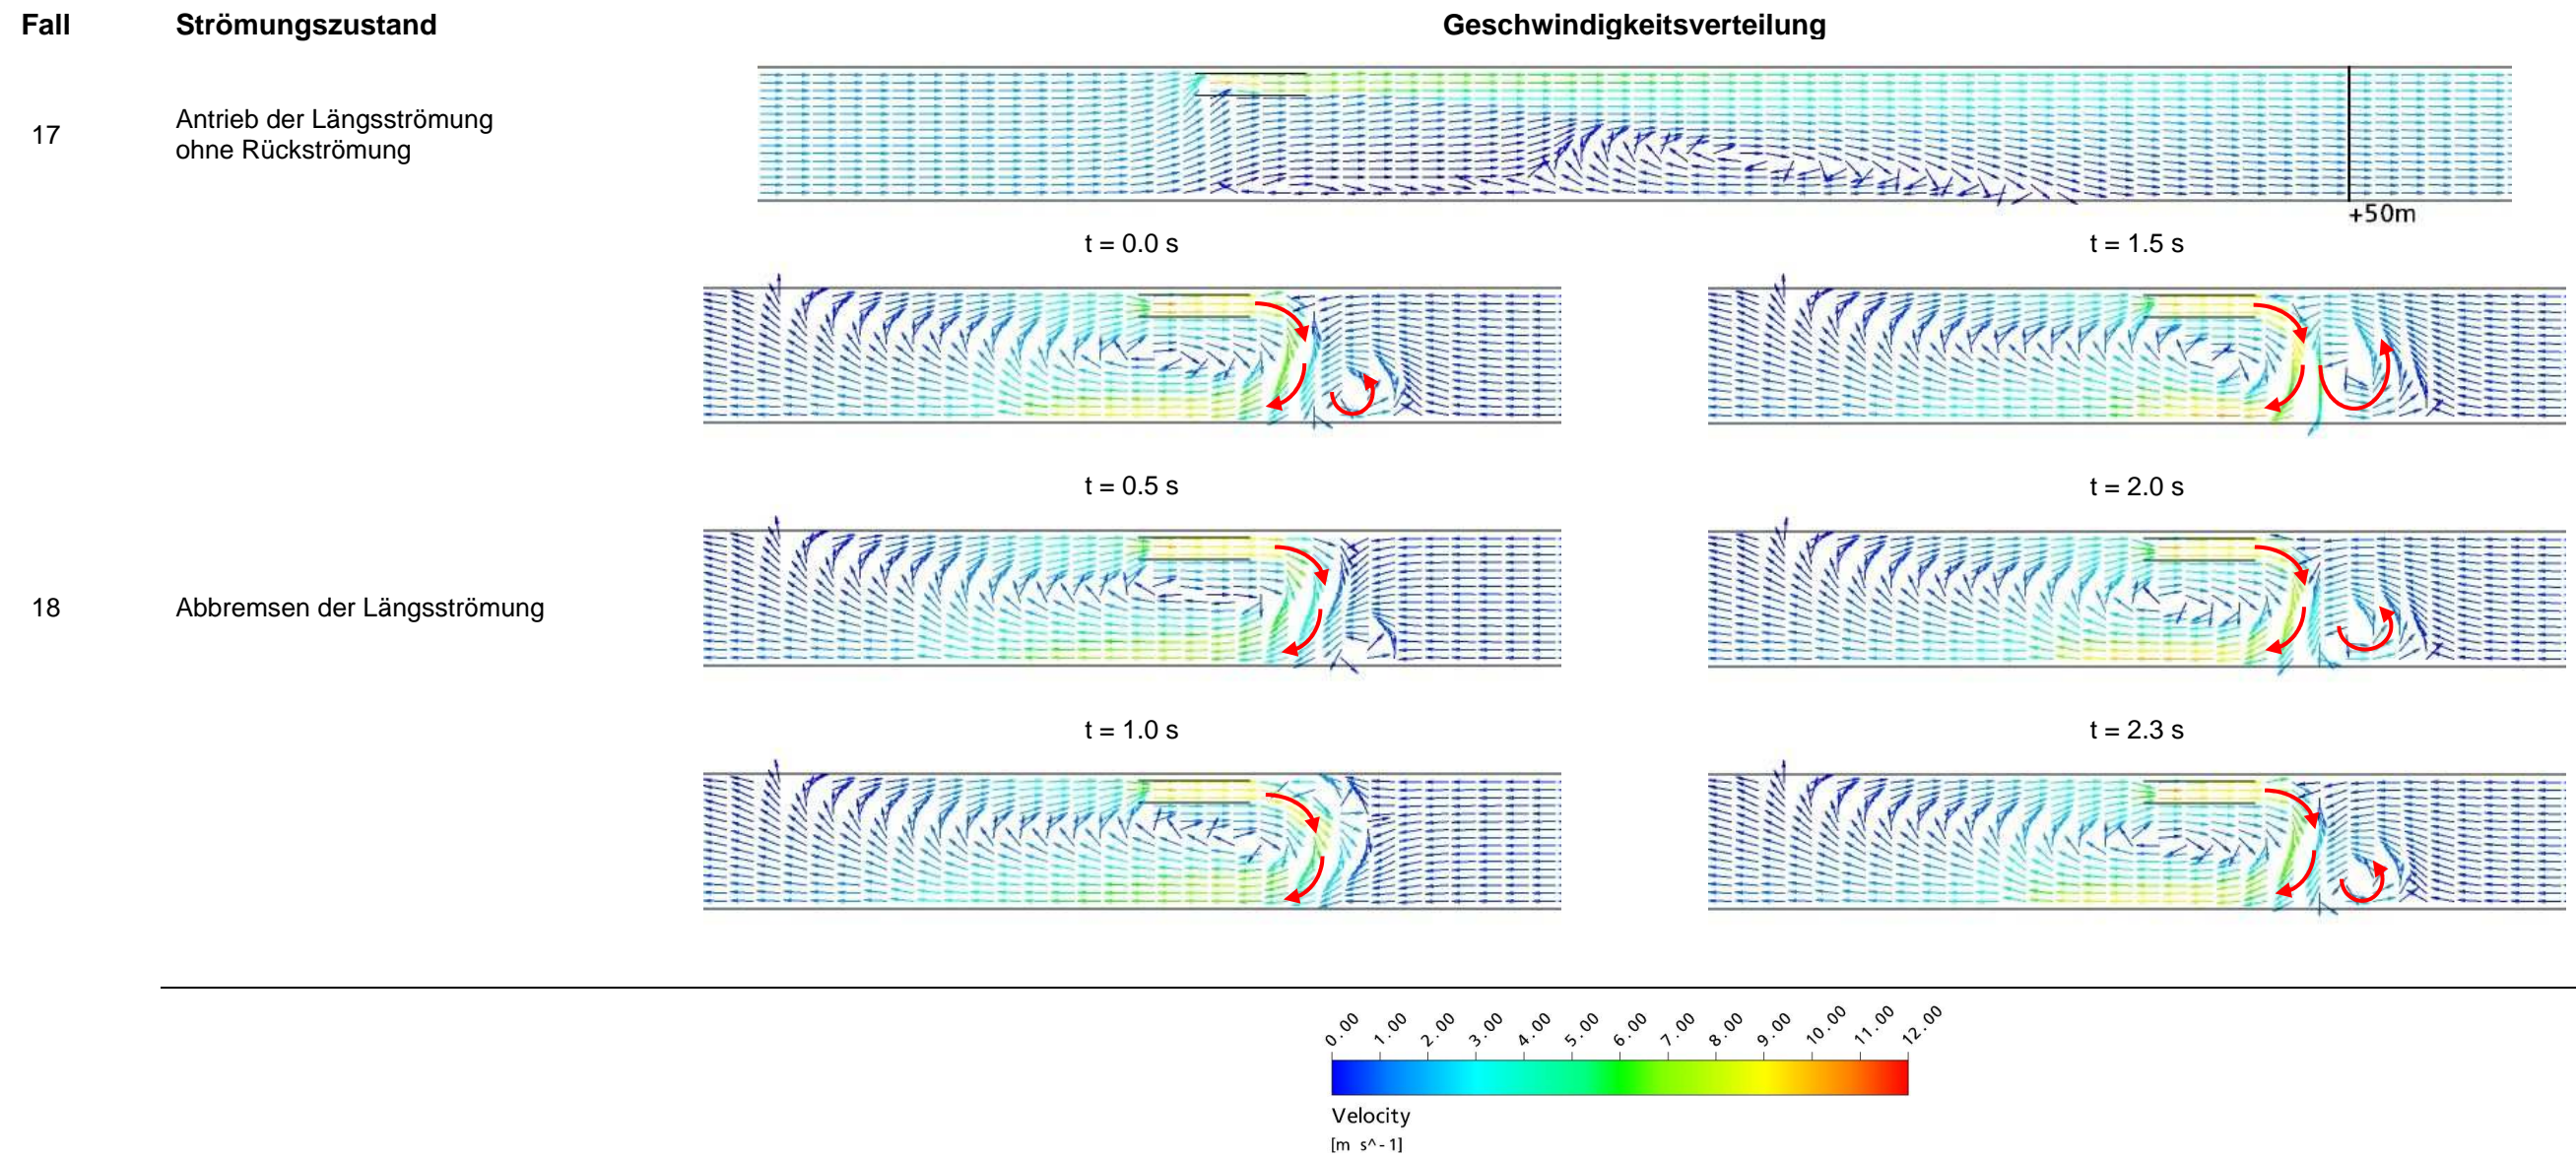 Fall Strömungszustand Geschwindigkeitsverteilung
17
Antrieb der Längsströmung
ohne Rückströmung
+50m
t = 0.0 s
t = 1.5 s
t = 0.5 s
t = 2.0 s
18
Abbremsen der Längsströmung
t = 1.0 s
t = 2.3 s
0.00 1.00 2.00 3.00 4.00 5.00 6.00 7.00 8.00 9.00 10.00 11.00 12.00
Velocity
[m s^-1]